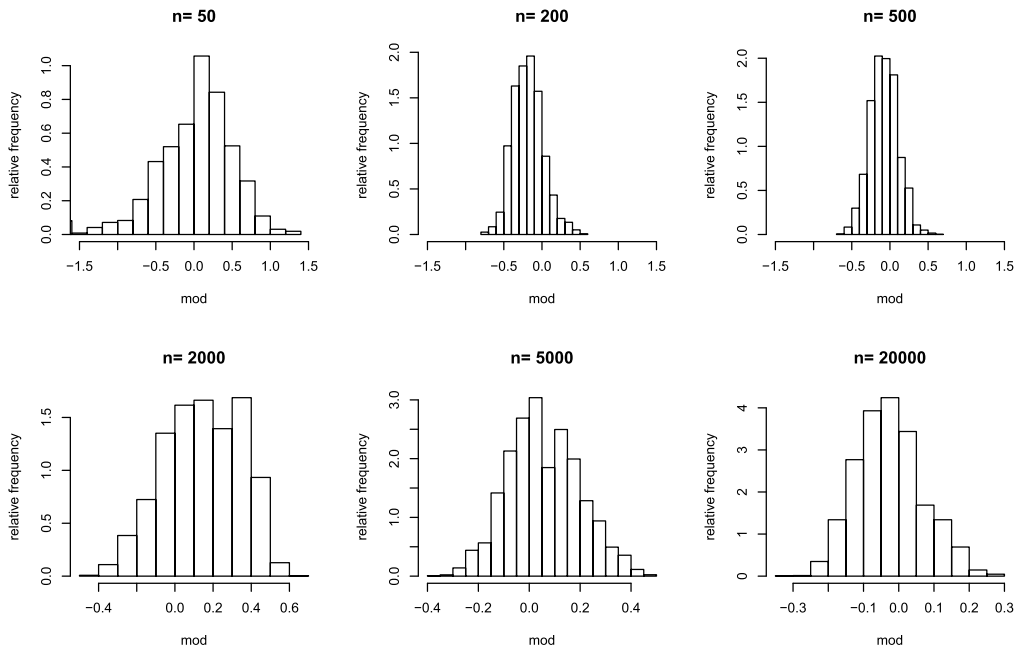 n= 50
relative frequency
0.0 0.2 0.4 0.6 0.8 1.0
−1.5 −0.5 0.0 0.5 1.0 1.5
mod
n= 200
relative frequency
0.0 0.5 1.0 1.5 2.0
−1.5 −0.5 0.0 0.5 1.0 1.5
mod
n= 500
relative frequency
0.0 0.5 1.0 1.5 2.0
−1.5 −0.5 0.0 0.5 1.0 1.5
mod
n= 2000
relative frequency
0.0 0.5 1.0 1.5
−0.4 0.0 0.2 0.4 0.6
mod
n= 5000
relative frequency
0.0 1.0 2.0 3.0
−0.4 −0.2 0.0 0.2 0.4
mod
n= 20000
relative frequency
0 1 2 3 4
−0.3 −0.1 0.0 0.1 0.2 0.3
mod